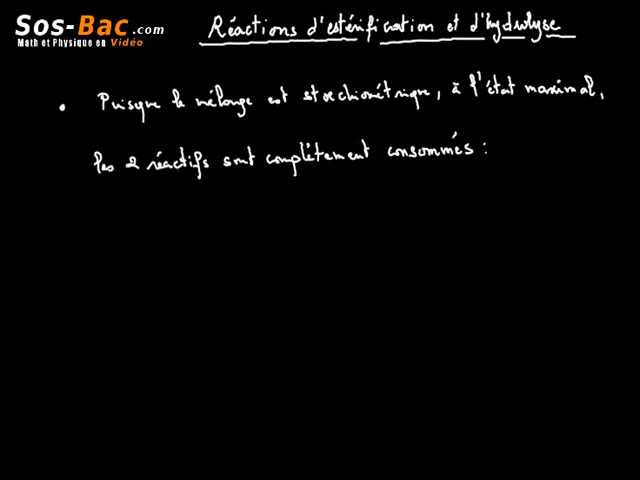 Sos-Bac.com
Math et Physique en Vidéo
Réactions d'estérification et d'hydrolyse
• Puisque le mélange est stœchiométrique, à l'état maximal,
les 2 réactifs sont complètement consommés :